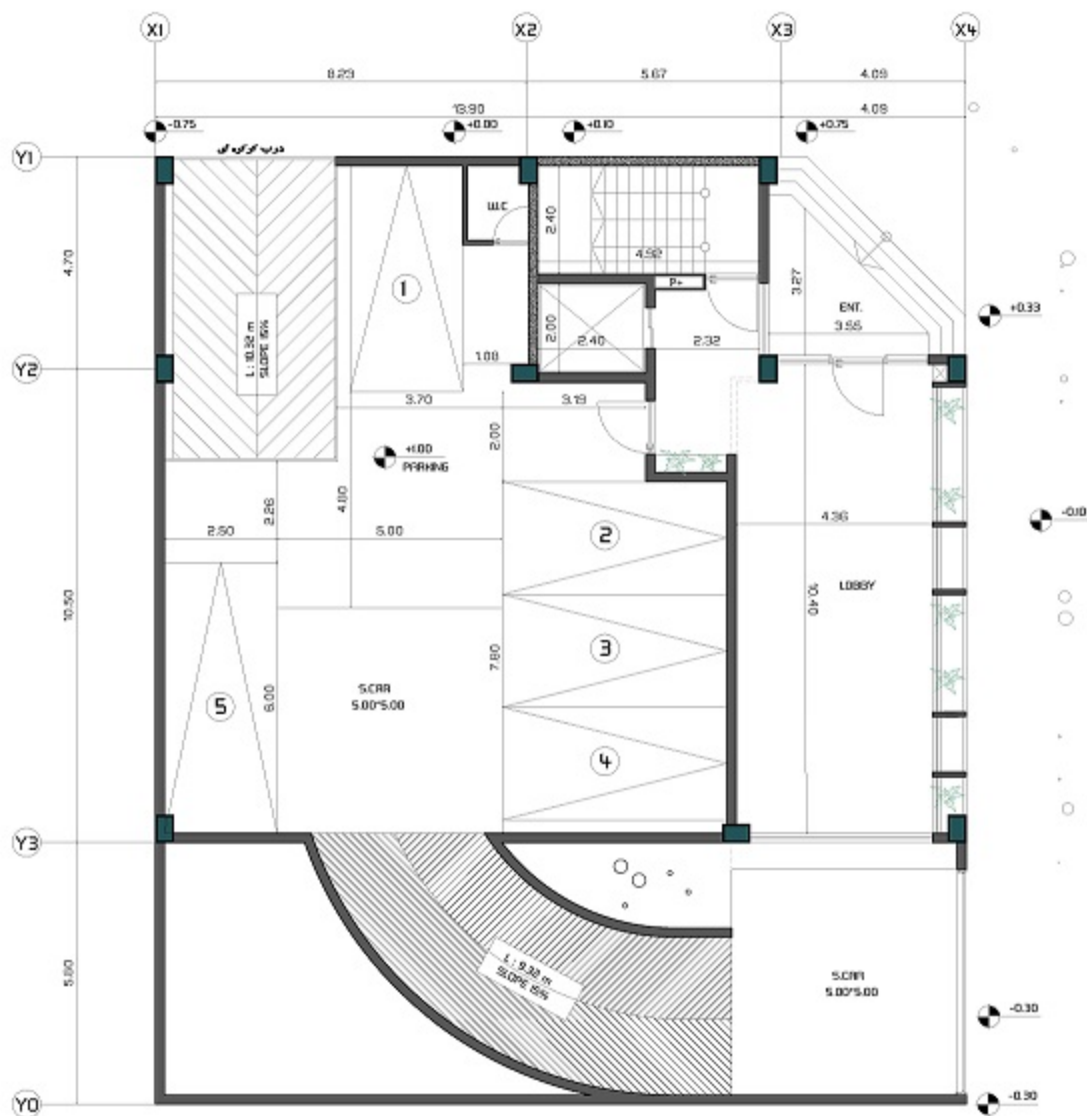 X1 X2 X3 X4
8.23 5.67 4.09
13.90 4.09
-0.75 +0.00 +0.10 +0.75
Y1
درب کرکره ای
W.C
2.40
4.92
P+
1
4.70
3.27
ENT.
3.55
+0.33
L : 10.32 m
SLOPE 15%
2.00
2.40
2.32
1.08
Y2
3.70 3.19
2.00
+1.00
PARKING
4.80
2.26
2.50 5.00
2
4.36
-0.10
LOBBY
10.40
10.50
3
7.80
5
6.00
S.CAR
5.00*5.00
4
Y3
L : 9.32 m
SLOPE 15%
S.CAR
5.00*5.00
5.80
-0.30
Y0
-0.30